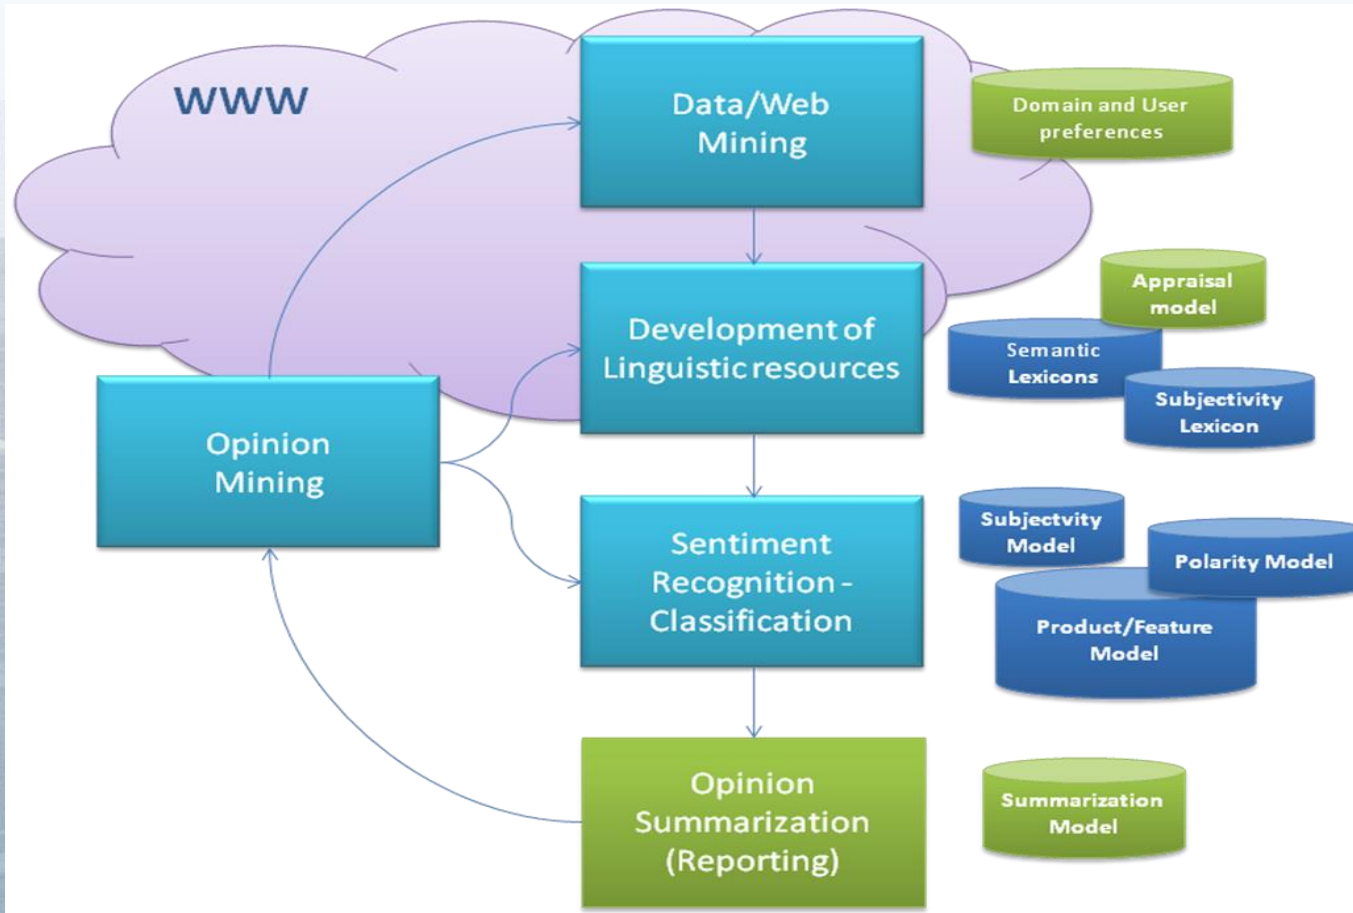 WWW
Data/Web
Mining
Domain and User
preferences
Appraisal
model
Development of
Linguistic resources
Semantic
Lexicons
Subjectivity
Lexicon
Opinion
Mining
Sentiment
Recognition -
Classification
Subjectvity
Model
Polarity Model
Product/Feature
Model
Opinion
Summarization
(Reporting)
Summarization
Model